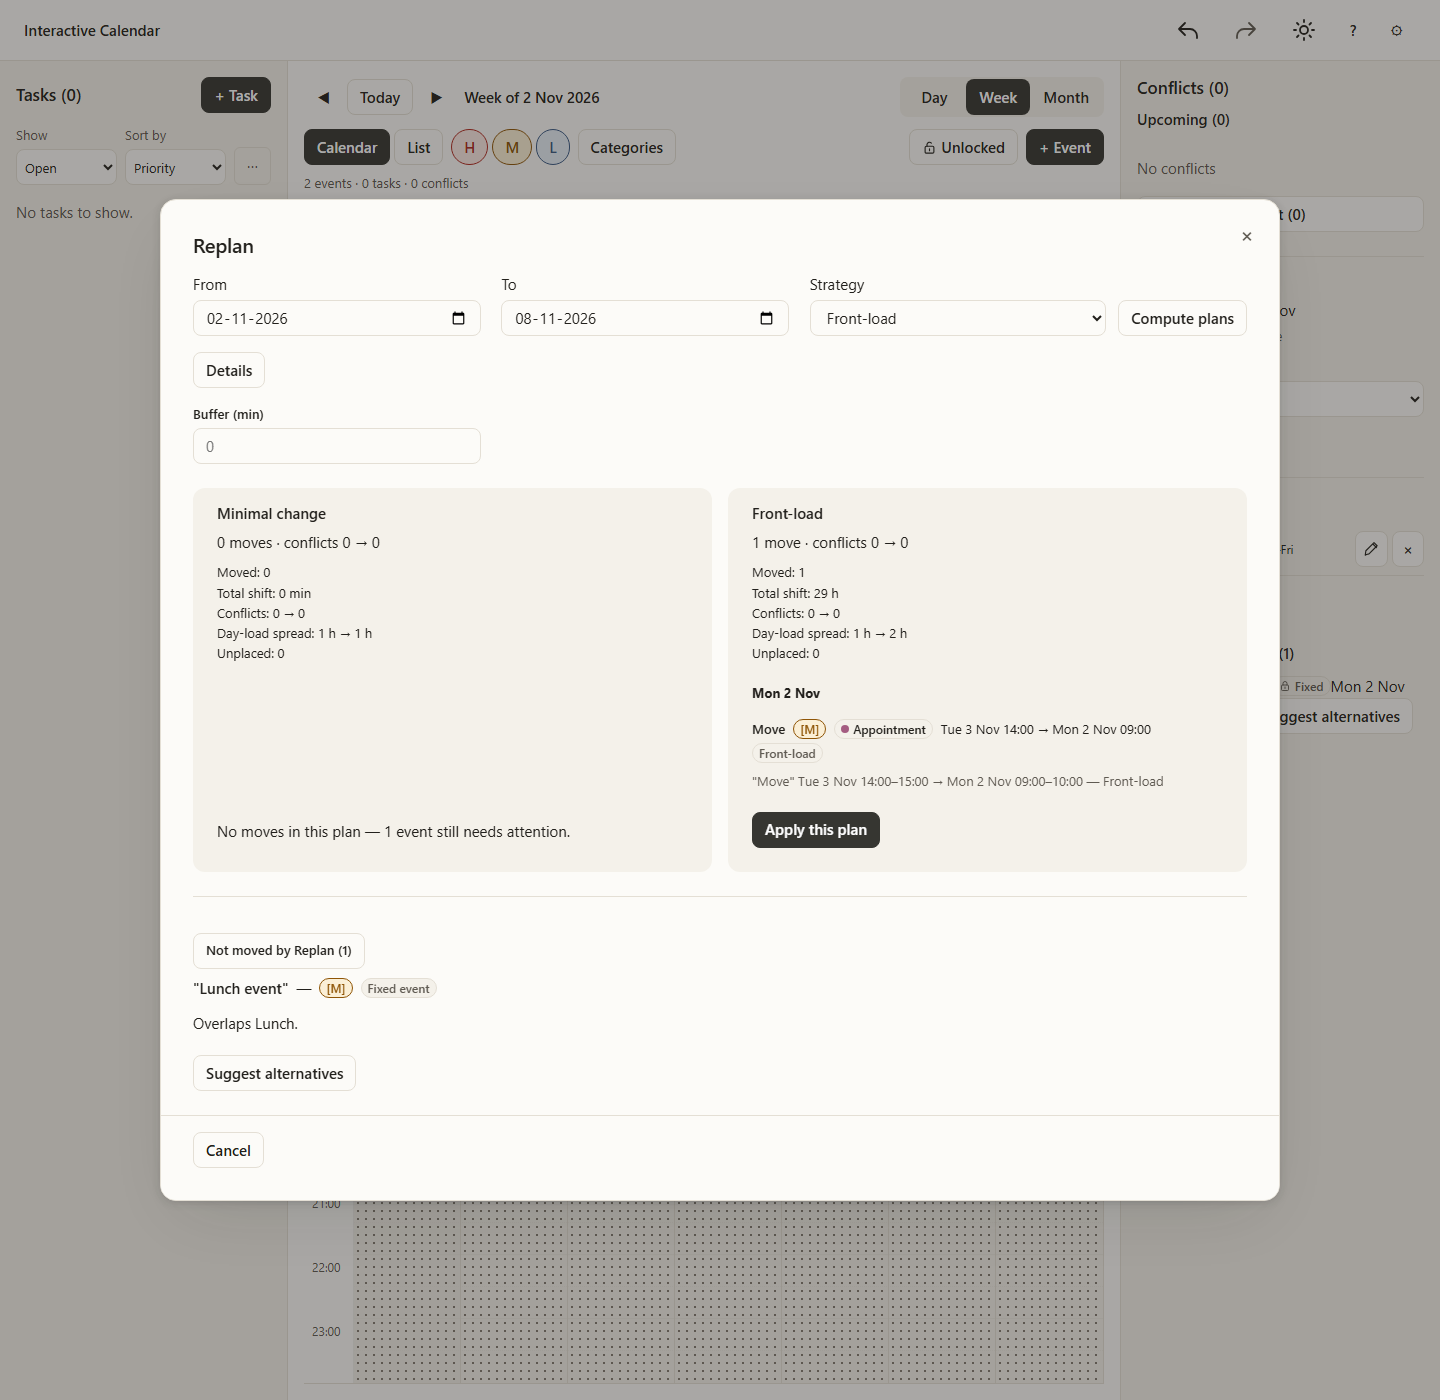 Interactive Calendar
?
Tasks (0)
+ Task
Show
Sort by
Open
Priority
...
No tasks to show.
◀ Today ▶ Week of 2 Nov 2026
Day Week Month
Calendar List H M L Categories
Unlocked + Event
2 events · 0 tasks · 0 conflicts
Conflicts (0)
Upcoming (0)
No conflicts
t (0)
ov
e
Fri
×
(1)
Fixed Mon 2 Nov
ggest alternatives
Replan
×
From
To
Strategy
02-11-2026
08-11-2026
Front-load
Compute plans
Details
Buffer (min)
0
Minimal change
0 moves · conflicts 0 → 0
Moved: 0
Total shift: 0 min
Conflicts: 0 → 0
Day-load spread: 1 h → 1 h
Unplaced: 0
No moves in this plan — 1 event still needs attention.
Front-load
1 move · conflicts 0 → 0
Moved: 1
Total shift: 29 h
Conflicts: 0 → 0
Day-load spread: 1 h → 2 h
Unplaced: 0
Mon 2 Nov
Move [M] Appointment Tue 3 Nov 14:00 → Mon 2 Nov 09:00
Front-load
"Move" Tue 3 Nov 14:00–15:00 → Mon 2 Nov 09:00–10:00 — Front-load
Apply this plan
Not moved by Replan (1)
"Lunch event" — [M] Fixed event
Overlaps Lunch.
Suggest alternatives
Cancel
21:00
22:00
23:00